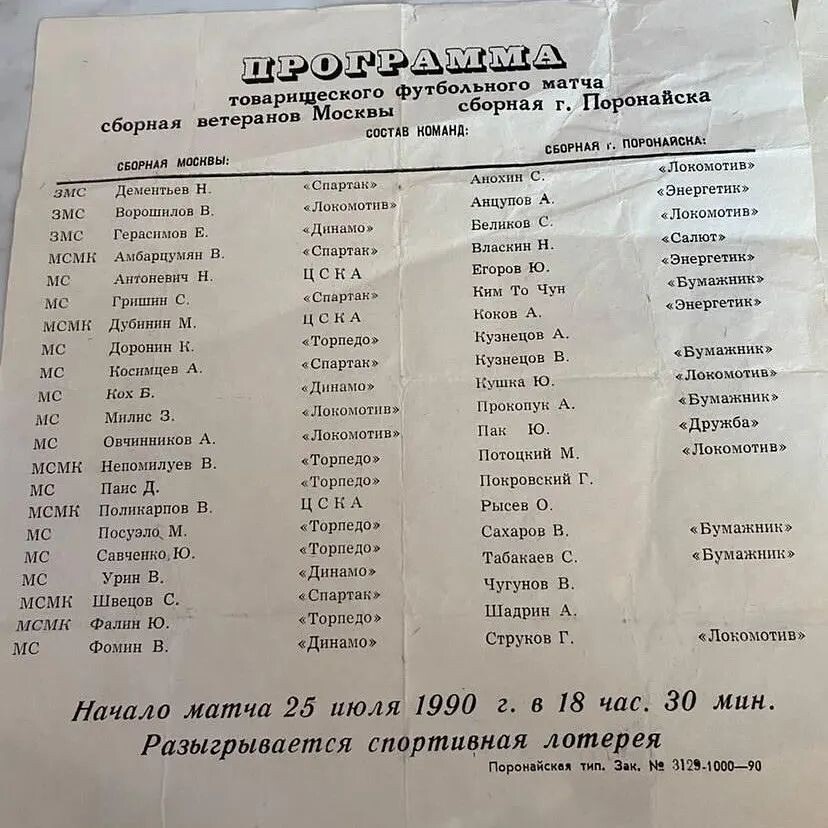 ПРОГРАММА
товарищеского футбольного матча
сборная ветеранов Москвы сборная г. Поронайска
СОСТАВ КОМАНД:
СБОРНАЯ МОСКВЫ:
ЗМС Дементьев Н. «Спартак»
ЗМС Ворошилов В. «Локомотив»
ЗМС Герасимов Е. «Динамо»
МСМК Амбарцумян В. «Спартак»
МС Антоневич Н. ЦСКА
МС Гришин С. «Спартак»
МСМК Дубинин М. ЦСКА
МС Доронин К. «Торпедо»
МС Косимцев А. «Спартак»
МС Кох Б. «Динамо»
МС Милис З. «Локомотив»
МС Овчинников А. «Локомотив»
МСМК Непомилуев В. «Торпедо»
МС Паис Д. «Торпедо»
МСМК Поликарпов В. ЦСКА
МС Посуэло М. «Торпедо»
МС Савченко Ю. «Торпедо»
МС Урин В. «Динамо»
МСМК Швецов С. «Спартак»
МСМК Фалин Ю. «Торпедо»
МС Фомин В. «Динамо»
СБОРНАЯ г. ПОРОНАЙСКА:
Анохин С. «Локомотив»
Анцупов А. «Энергетик»
Беликов С. «Локомотив»
Власкин Н. «Салют»
Егоров Ю. «Энергетик»
Ким То Чун «Бумажник»
Коков А. «Энергетик»
Кузнецов А.
Кузнецов В. «Бумажник»
Кушка Ю. «Локомотив»
Прокопук А. «Бумажник»
Пак Ю. «Дружба»
Потоцкий М. «Локомотив»
Покровский Г.
Рысев О.
Сахаров В. «Бумажник»
Табакаев С. «Бумажник»
Чугунов В.
Шадрин А.
Струков Г. «Локомотив»
Начало матча 25 июля 1990 г. в 18 час. 30 мин.
Разыгрывается спортивная лотерея
Поронайская тип. Зак. № 3129-1000—90